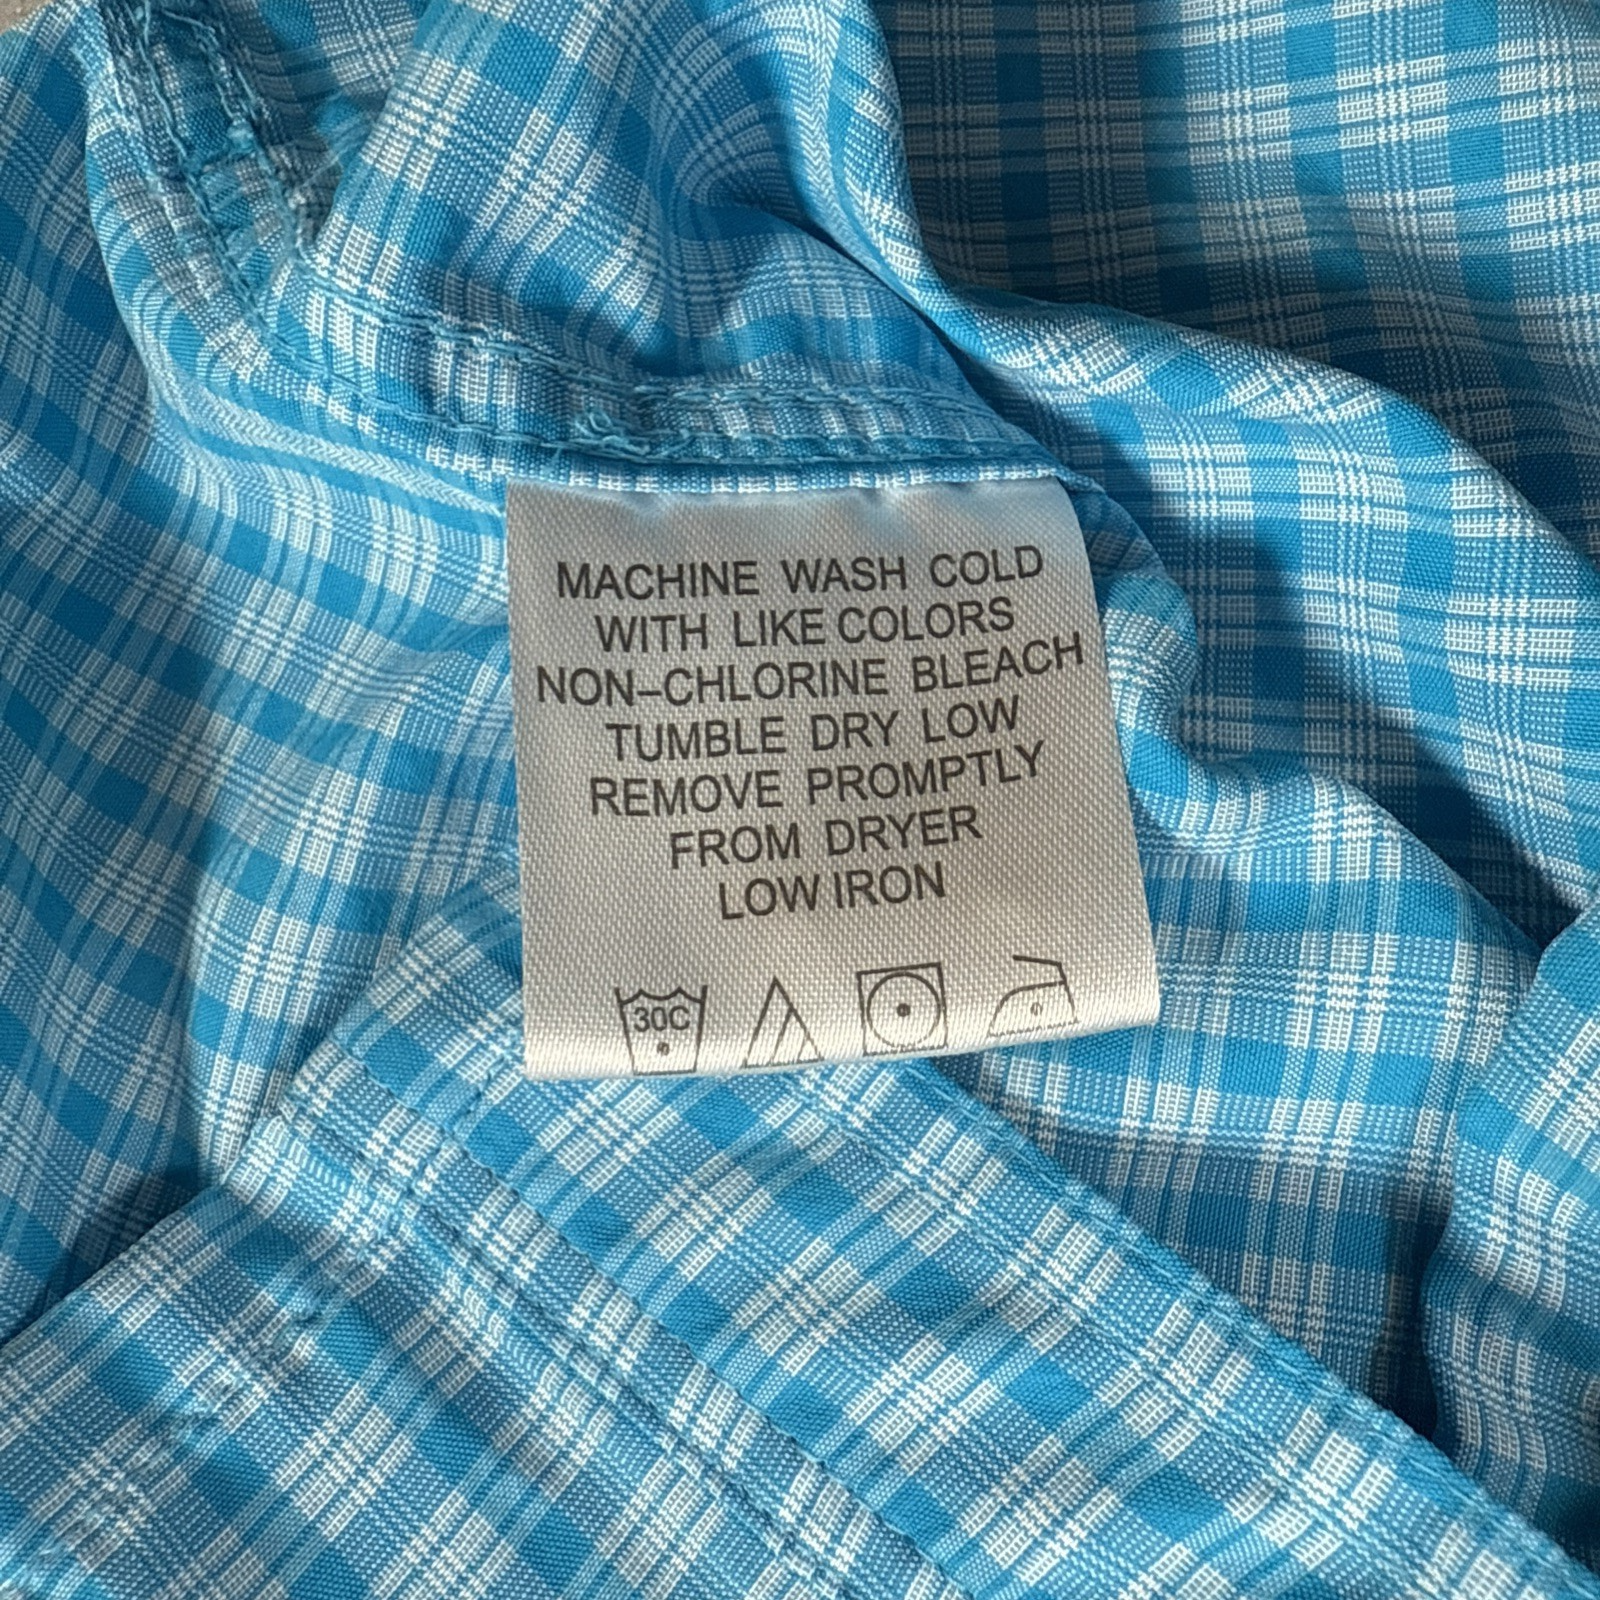 MACHINE WASH COLD
WITH LIKE COLORS
NON-CHLORINE BLEACH
TUMBLE DRY LOW
REMOVE PROMPTLY
FROM DRYER
LOW IRON
30C